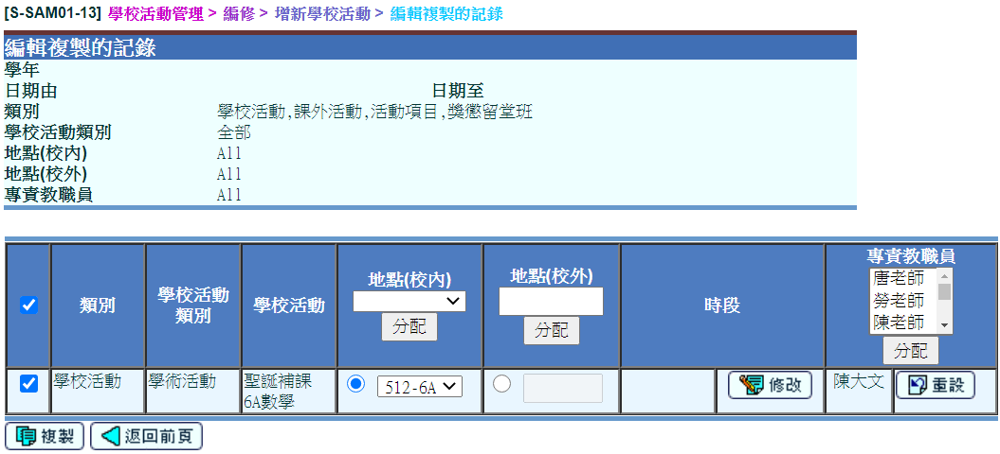 [S-SAM01-13] 學校活動管理 > 編修 > 增新學校活動 > 編輯複製的記錄
編輯複製的記錄
學年
日期由 日期至
類別 學校活動,課外活動,活動項目,獎懲留堂班
學校活動類別 全部
地點(校內) All
地點(校外) All
專責教職員 All
類別
學校活動
類別
學校活動
地點(校內)
分配
地點(校外)
分配
時段
專責教職員
唐老師
勞老師
陳老師
分配
學校活動
學術活動
聖誕補課
6A數學
512-6A
修改
陳大文
重設
複製 返回前頁